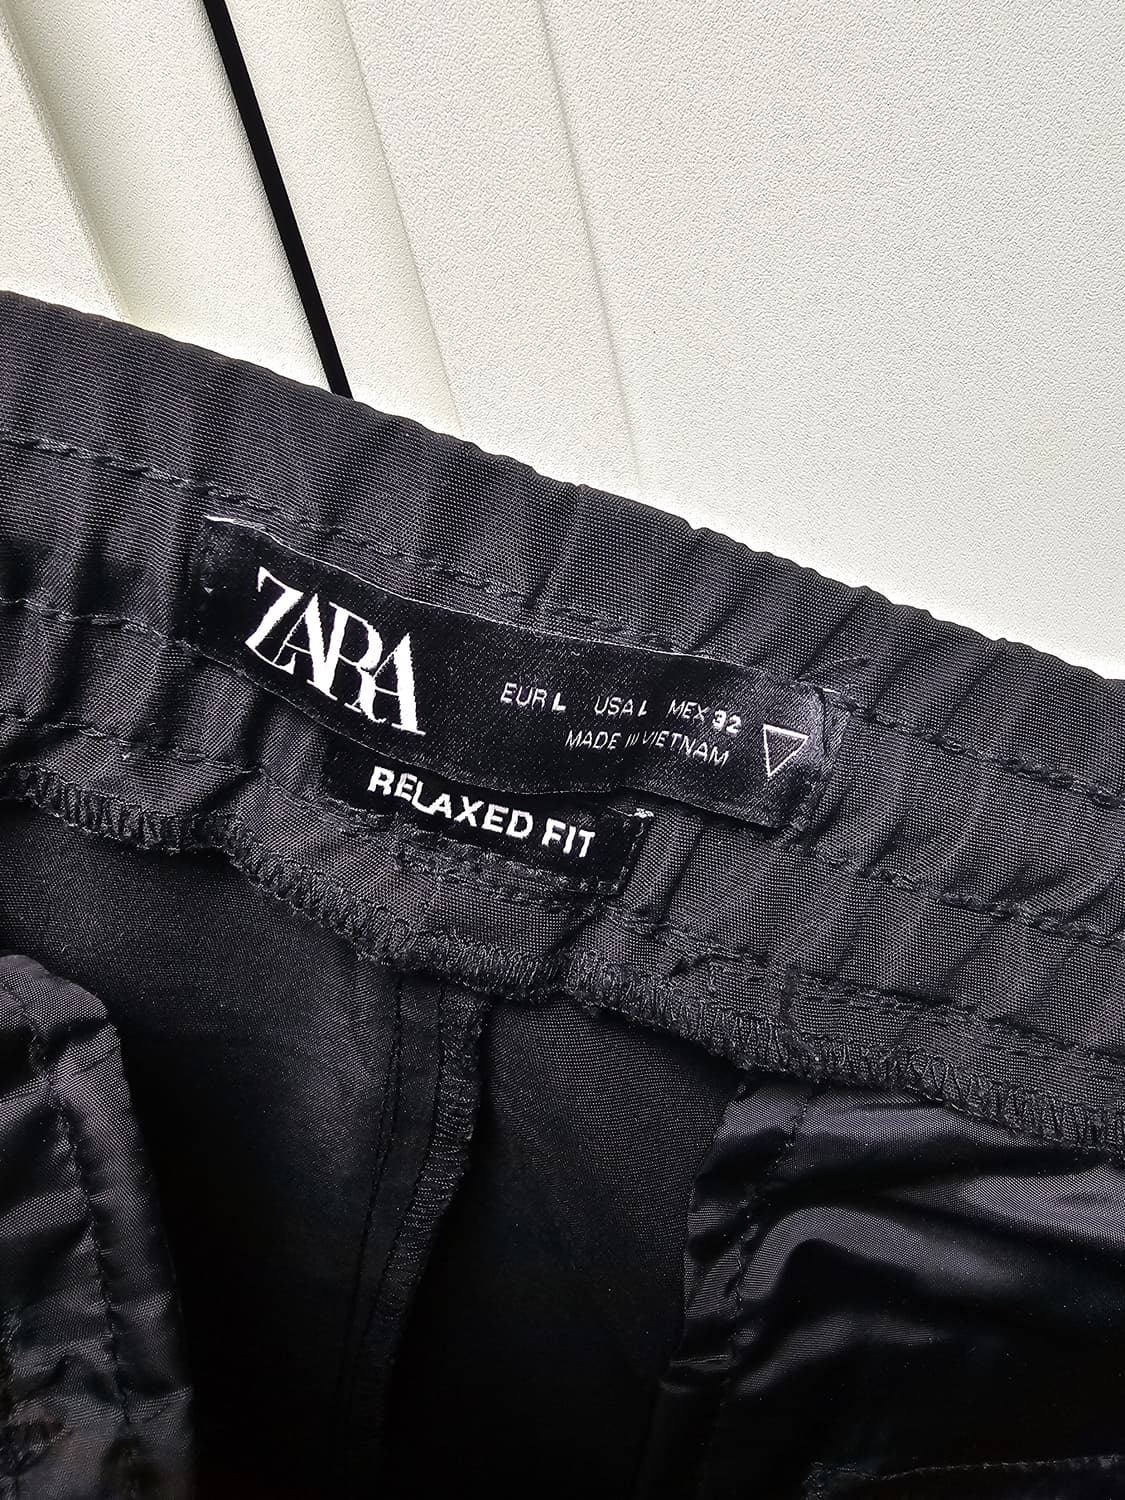 ZARA
EUR L USA L MEX 32
MADE IN VIETNAM
RELAXED FIT